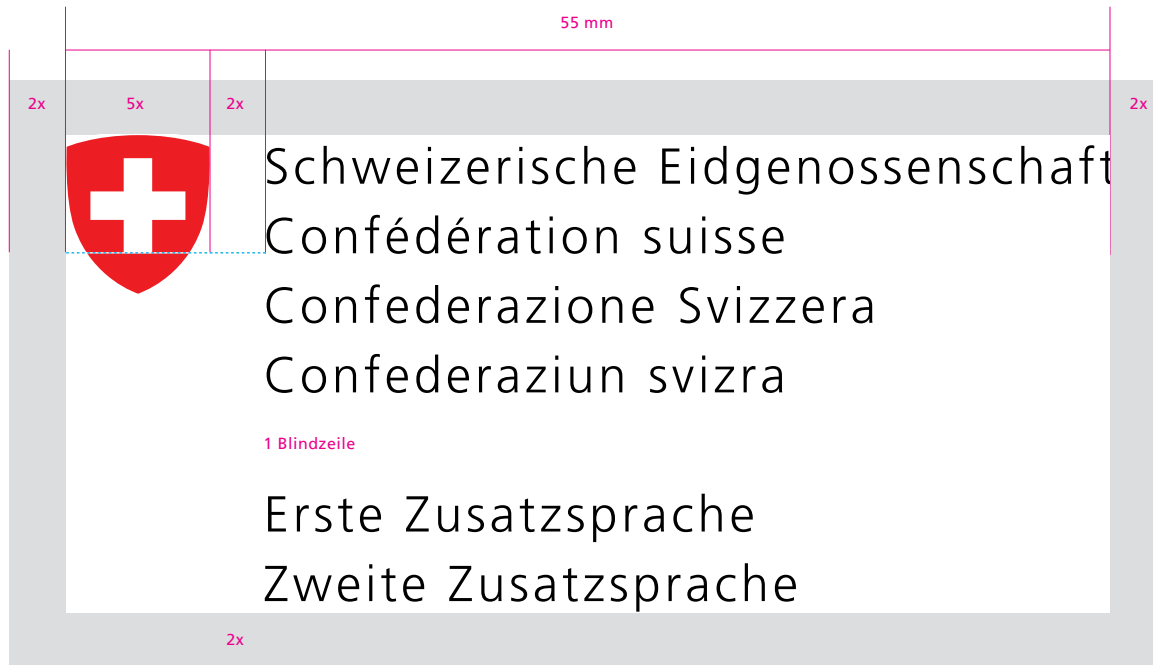 55 mm
2x 5x 2x 2x
Schweizerische Eidgenossenschaft
Confédération suisse
Confederazione Svizzera
Confederaziun svizra
1 Blindzeile
Erste Zusatzsprache
Zweite Zusatzsprache
2x